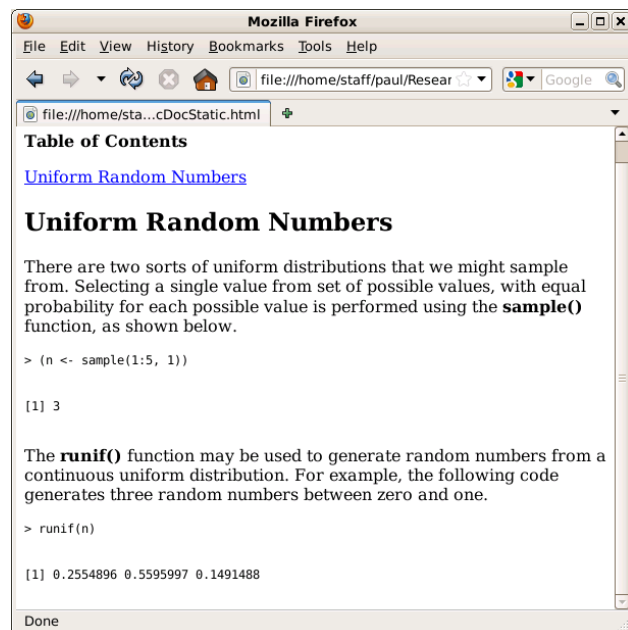 Mozilla Firefox
File Edit View History Bookmarks Tools Help
file:///home/staff/paul/Resear
Google
file:///home/sta...cDocStatic.html
Table of Contents
Uniform Random Numbers
Uniform Random Numbers
There are two sorts of uniform distributions that we might sample
from. Selecting a single value from set of possible values, with equal
probability for each possible value is performed using the sample()
function, as shown below.
> (n <- sample(1:5, 1))
[1] 3
The runif() function may be used to generate random numbers from a
continuous uniform distribution. For example, the following code
generates three random numbers between zero and one.
> runif(n)
[1] 0.2554896 0.5595997 0.1491488
Done